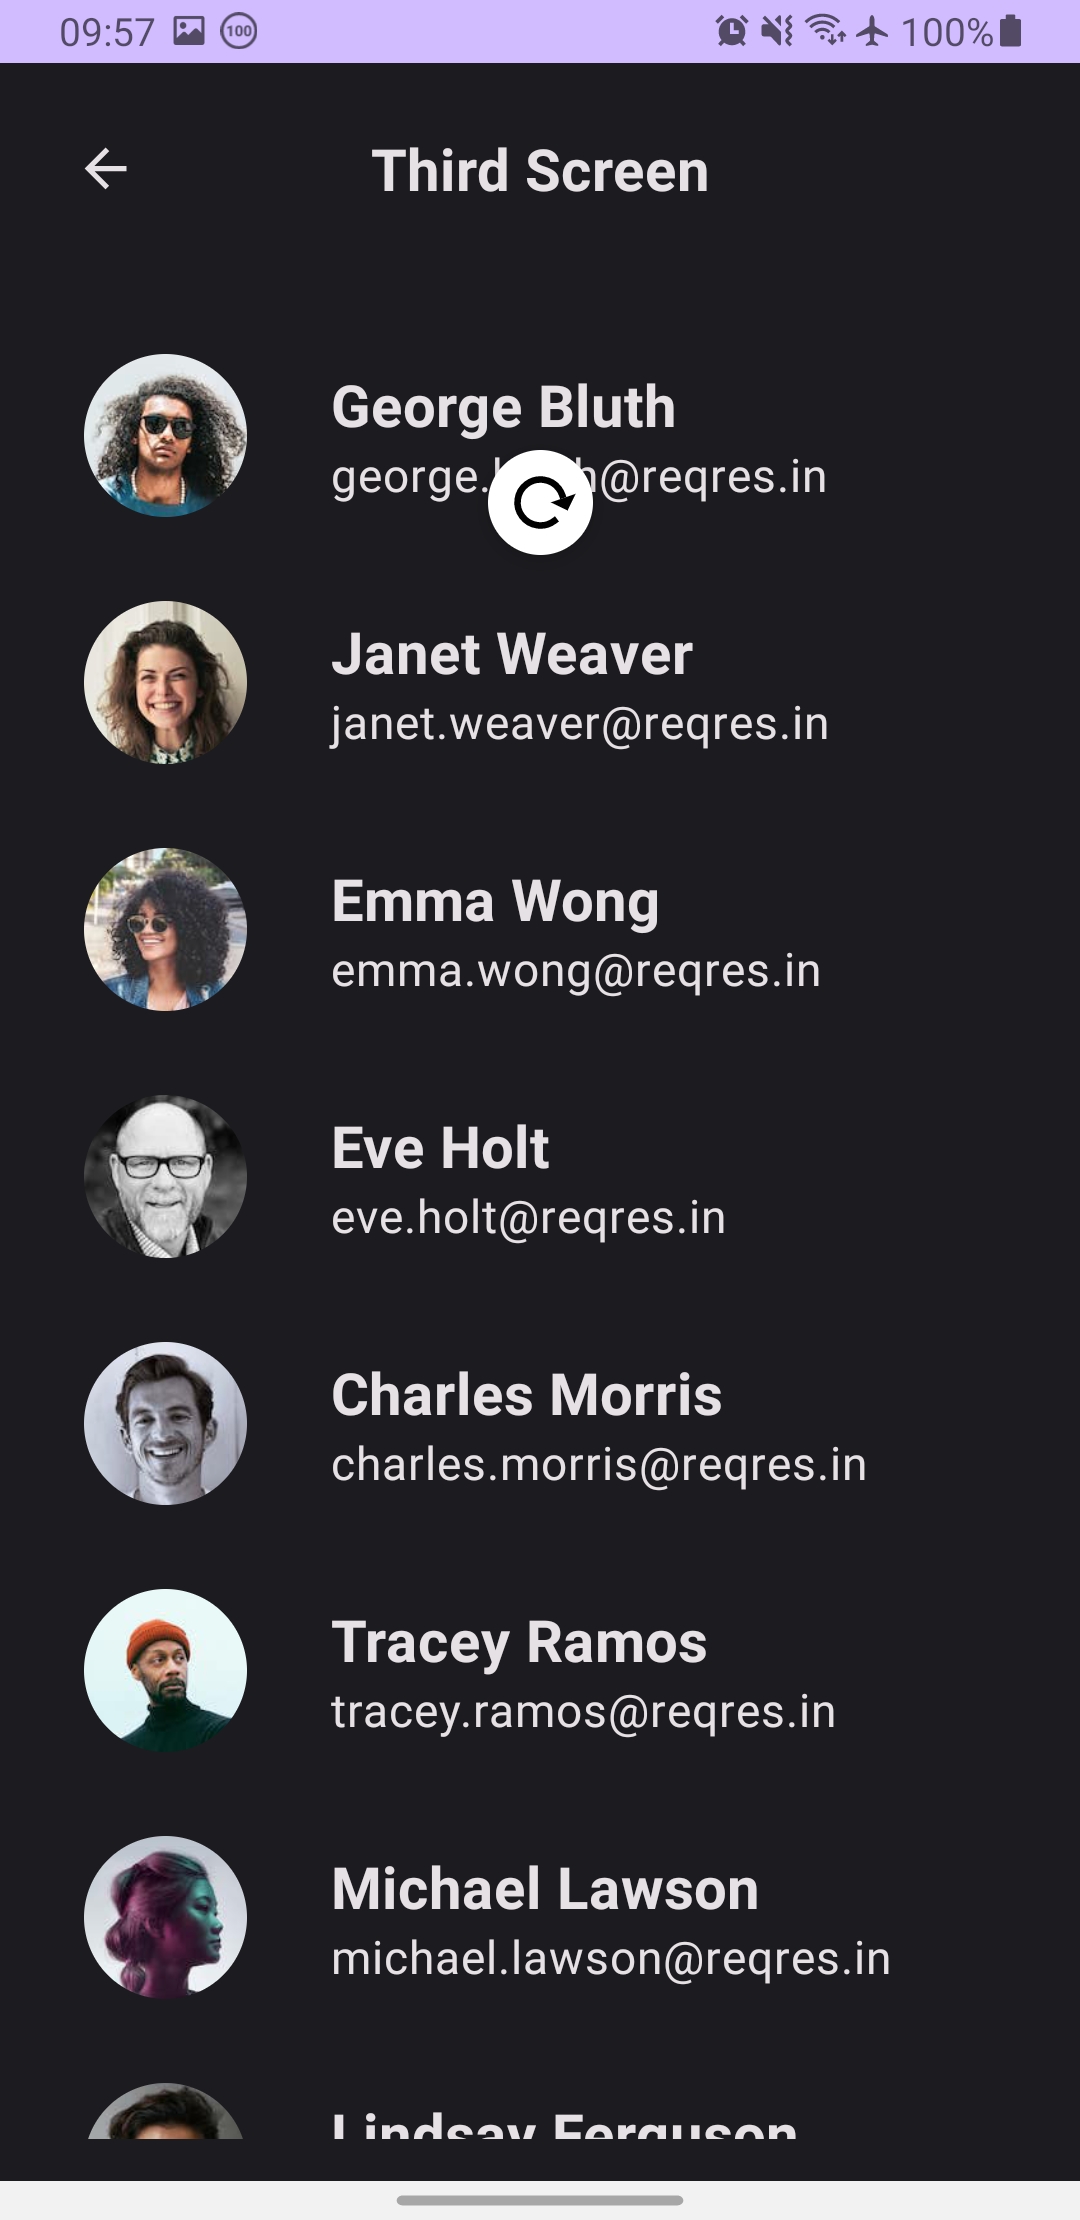 09:57 100 100%
Third Screen
George Bluth
george. h@reqres.in
Janet Weaver
janet.weaver@reqres.in
Emma Wong
emma.wong@reqres.in
Eve Holt
eve.holt@reqres.in
Charles Morris
charles.morris@reqres.in
Tracey Ramos
tracey.ramos@reqres.in
Michael Lawson
michael.lawson@reqres.in
Lindsay Ferguson